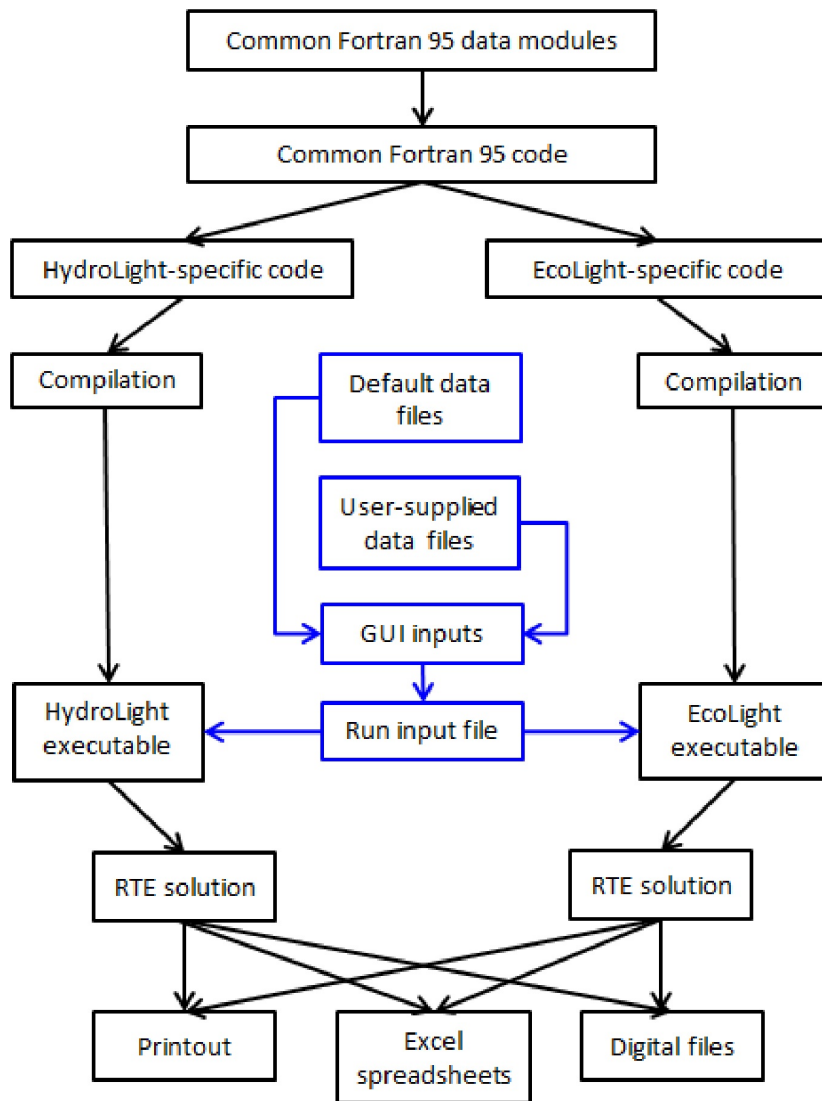 Common Fortran 95 data modules
Common Fortran 95 code
HydroLight-specific code
EcoLight-specific code
Compilation
Default data
files
Compilation
User-supplied
data files
GUI inputs
HydroLight
executable
Run input file
EcoLight
executable
RTE solution
RTE solution
Printout
Excel
spreadsheets
Digital files